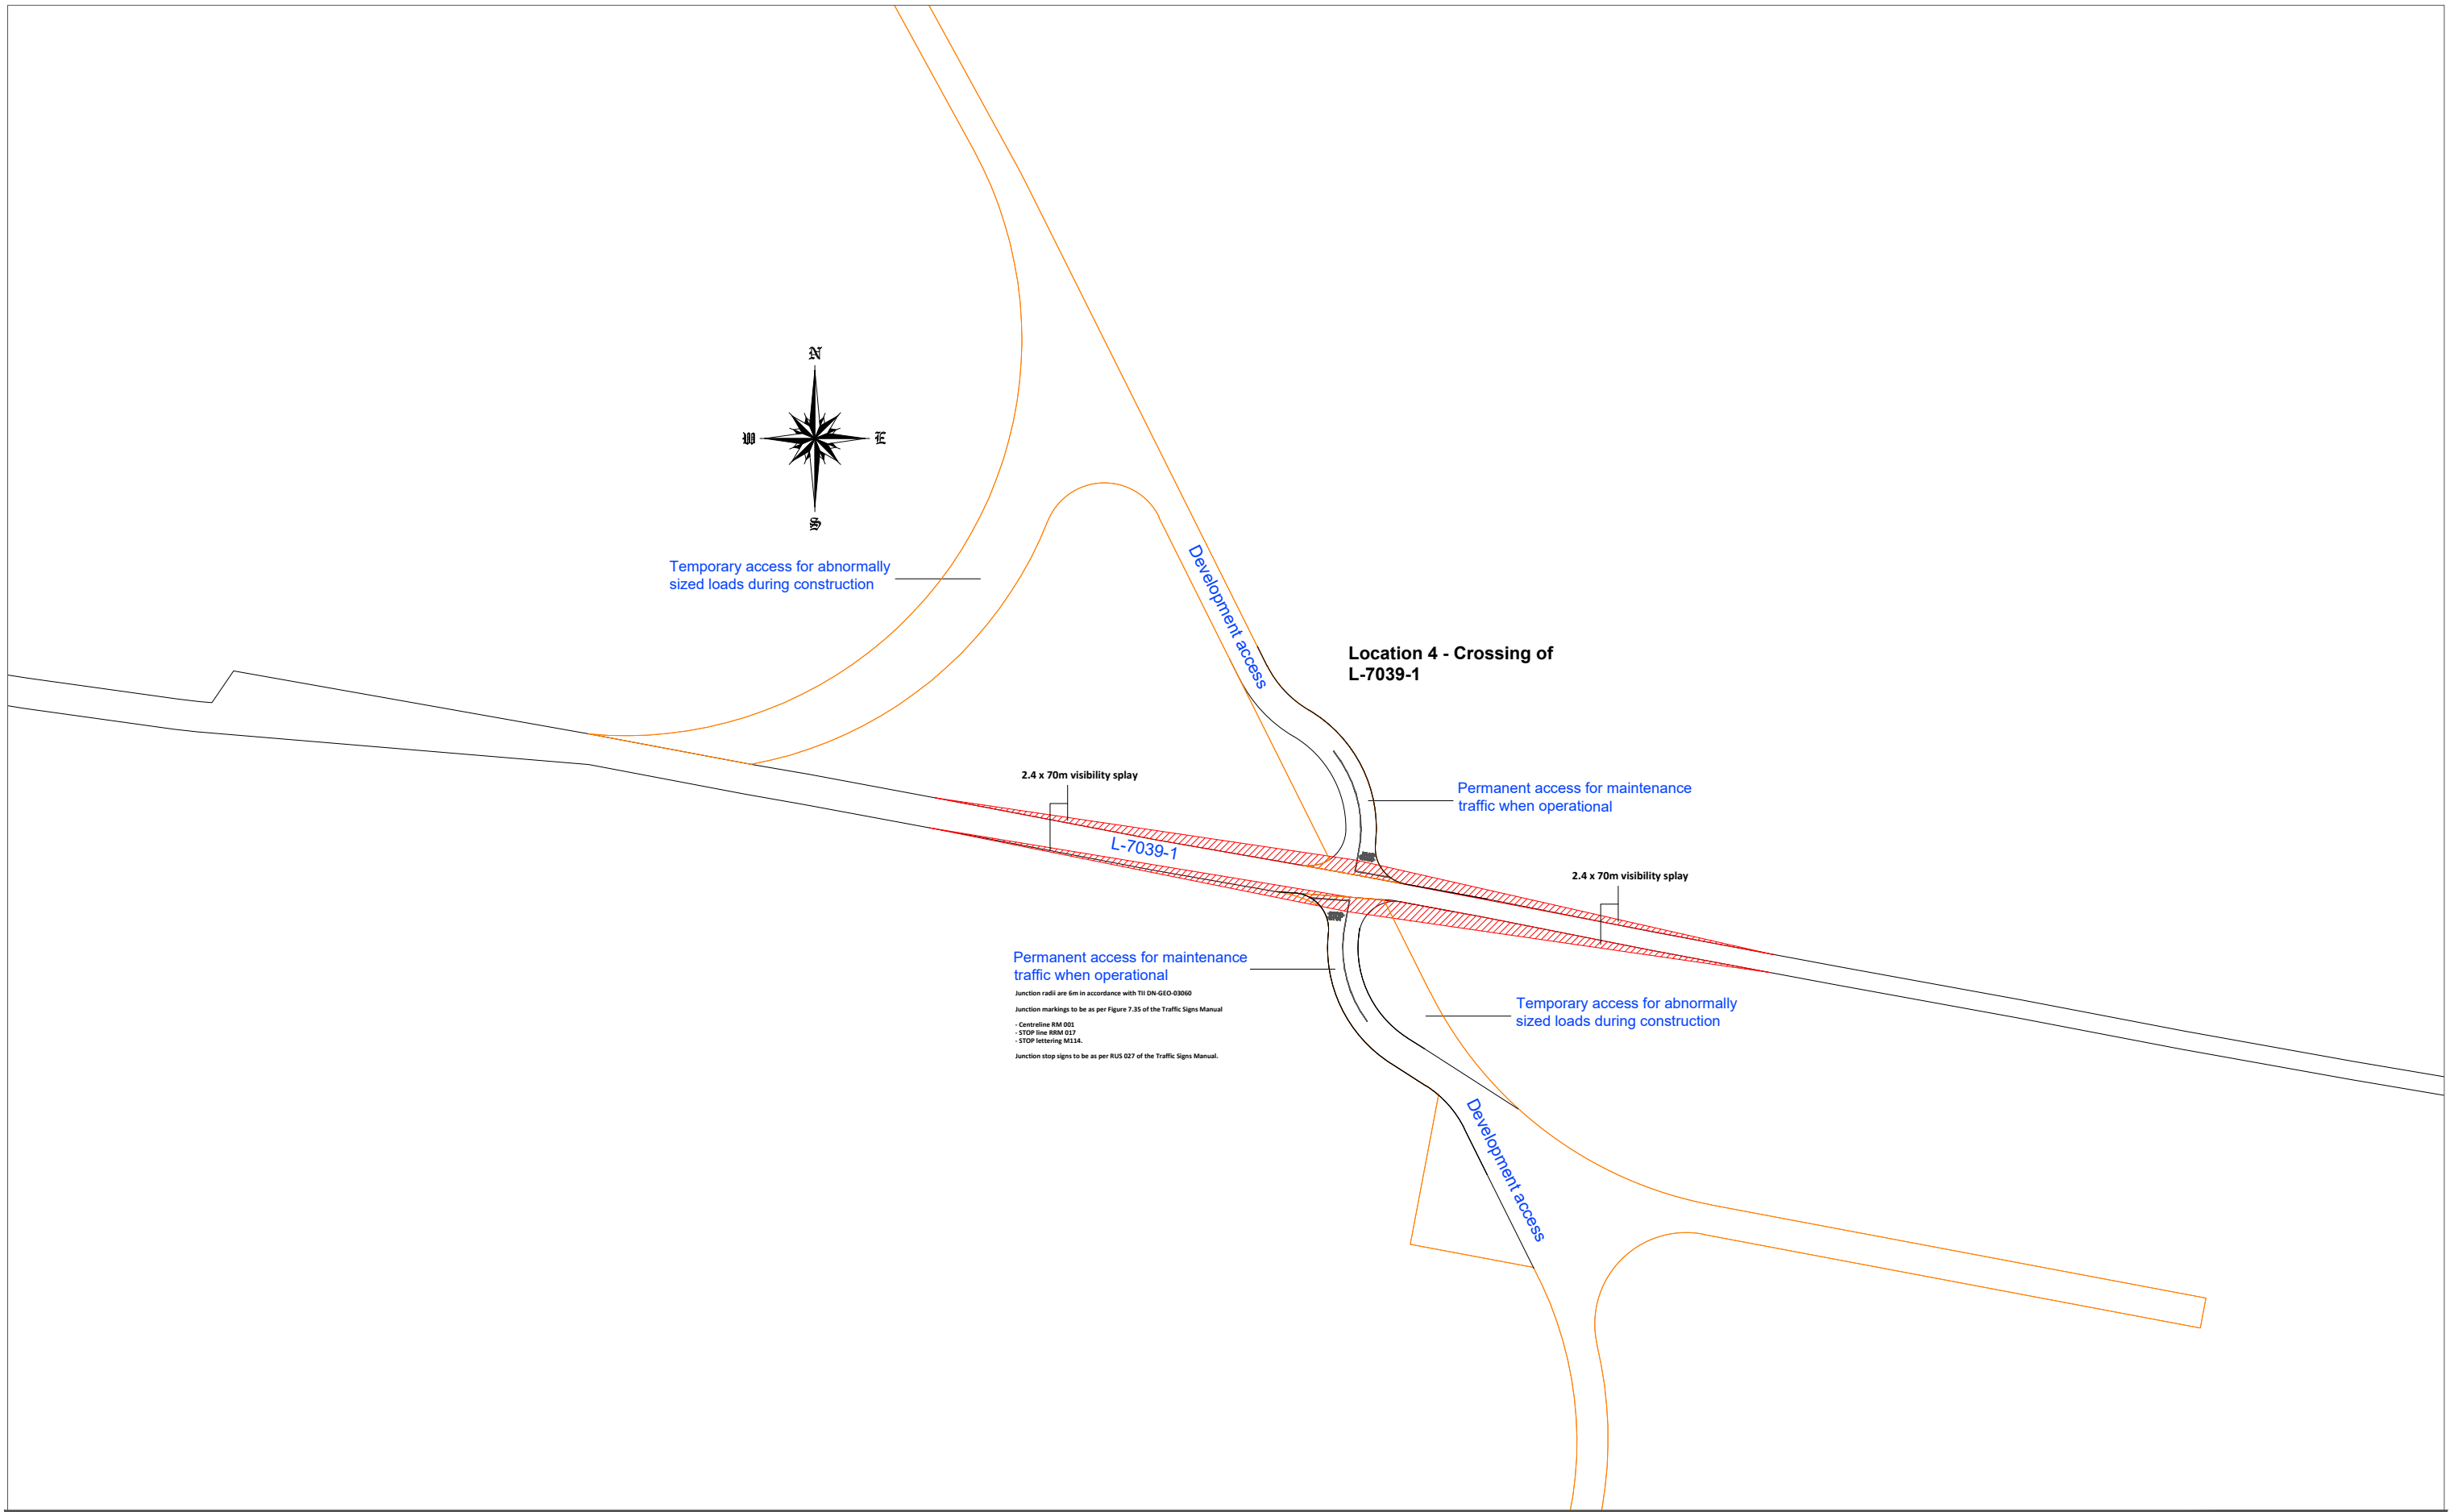 N
W
E
S
Temporary access for abnormally
sized loads during construction
Development access
Location 4 - Crossing of
L-7039-1
2.4 x 70m visibility splay
Permanent access for maintenance
traffic when operational
L-7039-1
STOP
2.4 x 70m visibility splay
STOP
Permanent access for maintenance
traffic when operational
Junction radii are 6m in accordance with TII DN-GEO-03060
Junction markings to be as per Figure 7.35 of the Traffic Signs Manual
- Centreline RM 001
- STOP line RRM 017
- STOP lettering M114.
Junction stop signs to be as per RUS 027 of the Traffic Signs Manual.
Temporary access for abnormally
sized loads during construction
Development access